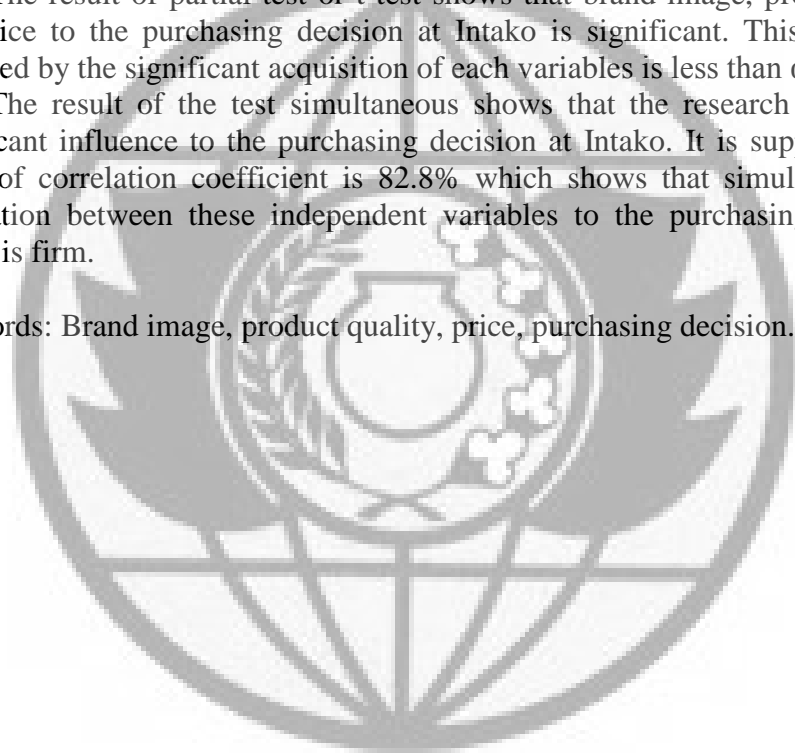 The result of partial test or t test shows that brand image, pro
ice to the purchasing decision at Intako is significant. This
ed by the significant acquisition of each variables is less than
The result of the test simultaneous shows that the research
cant influence to the purchasing decision at Intako. It is sup
of correlation coefficient is 82.8% which shows that simul
ation between these independent variables to the purchasin
is firm.
ords: Brand image, product quality, price, purchasing decision.